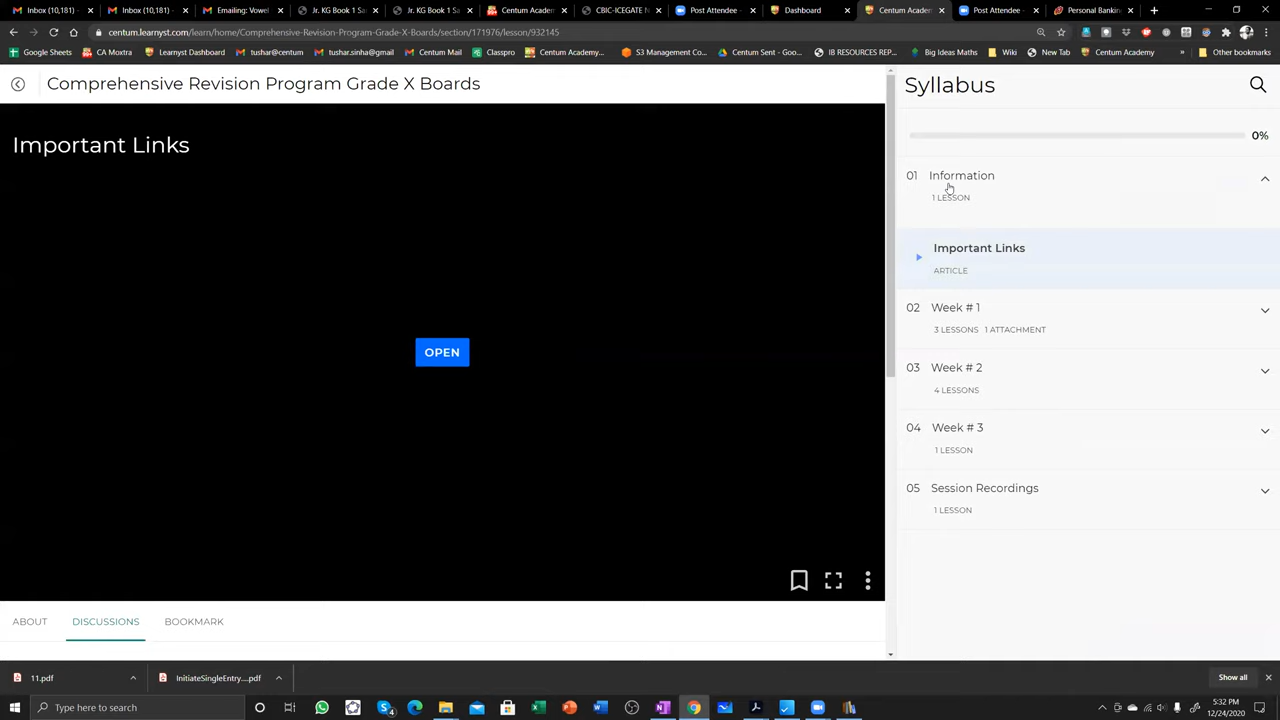 Inbox (10,181)
Inbox (10,181)
Emailing: Vowel
Jr. KG Book 1 Sa
Jr. KG Book 1 Sa
Centum Acade
CBIC-ICEGATE N
Post Attendee -
Dashboard
Centum Academ
Post Attendee -
Personal Banking
centum.learnyst.com/learn/home/Comprehensive-Revision-Program-Grade-X-Boards/section/171976/lesson/932145
Google Sheets
CA Moxtra
Learnyst Dashboard
tushar@centum
tushar.sinha@gmail
Centum Mail
Classpro
Centum Academy...
S3 Management Co...
Centum Sent - Goo...
IB RESOURCES REP...
Big Ideas Maths
Wiki
New Tab
Centum Academy
»
Other bookmarks
Comprehensive Revision Program Grade X Boards
Important Links
OPEN
ABOUT
DISCUSSIONS
BOOKMARK
Syllabus
0%
01 Information
1 LESSON
Important Links
ARTICLE
02 Week # 1
3 LESSONS 1 ATTACHMENT
03 Week # 2
4 LESSONS
04 Week # 3
1 LESSON
05 Session Recordings
1 LESSON
11.pdf
InitiateSingleEntry....pdf
Show all
Type here to search
5:32 PM
12/24/2020